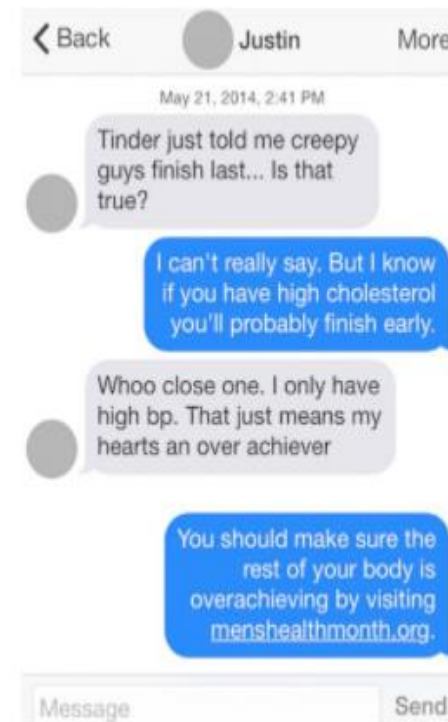 Back Justin More
May 21, 2014, 2:41 PM
Tinder just told me creepy
guys finish last... Is that
true?
I can't really say. But I know
if you have high cholesterol
you'll probably finish early.
Whoo close one. I only have
high bp. That just means my
hearts an over achiever
You should make sure the
rest of your body is
overachieving by visiting
menshealthmonth.org.
Message Send